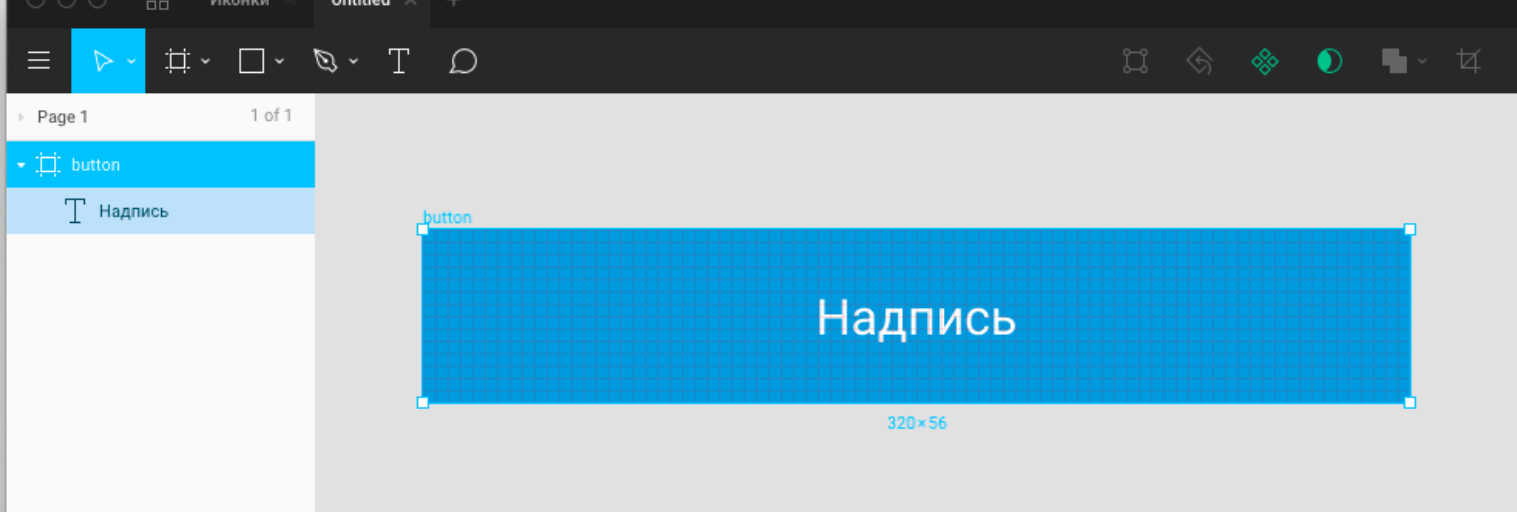 Иконки Untitled
Page 1 1 of 1
button
Надпись
button
Надпись
320×56